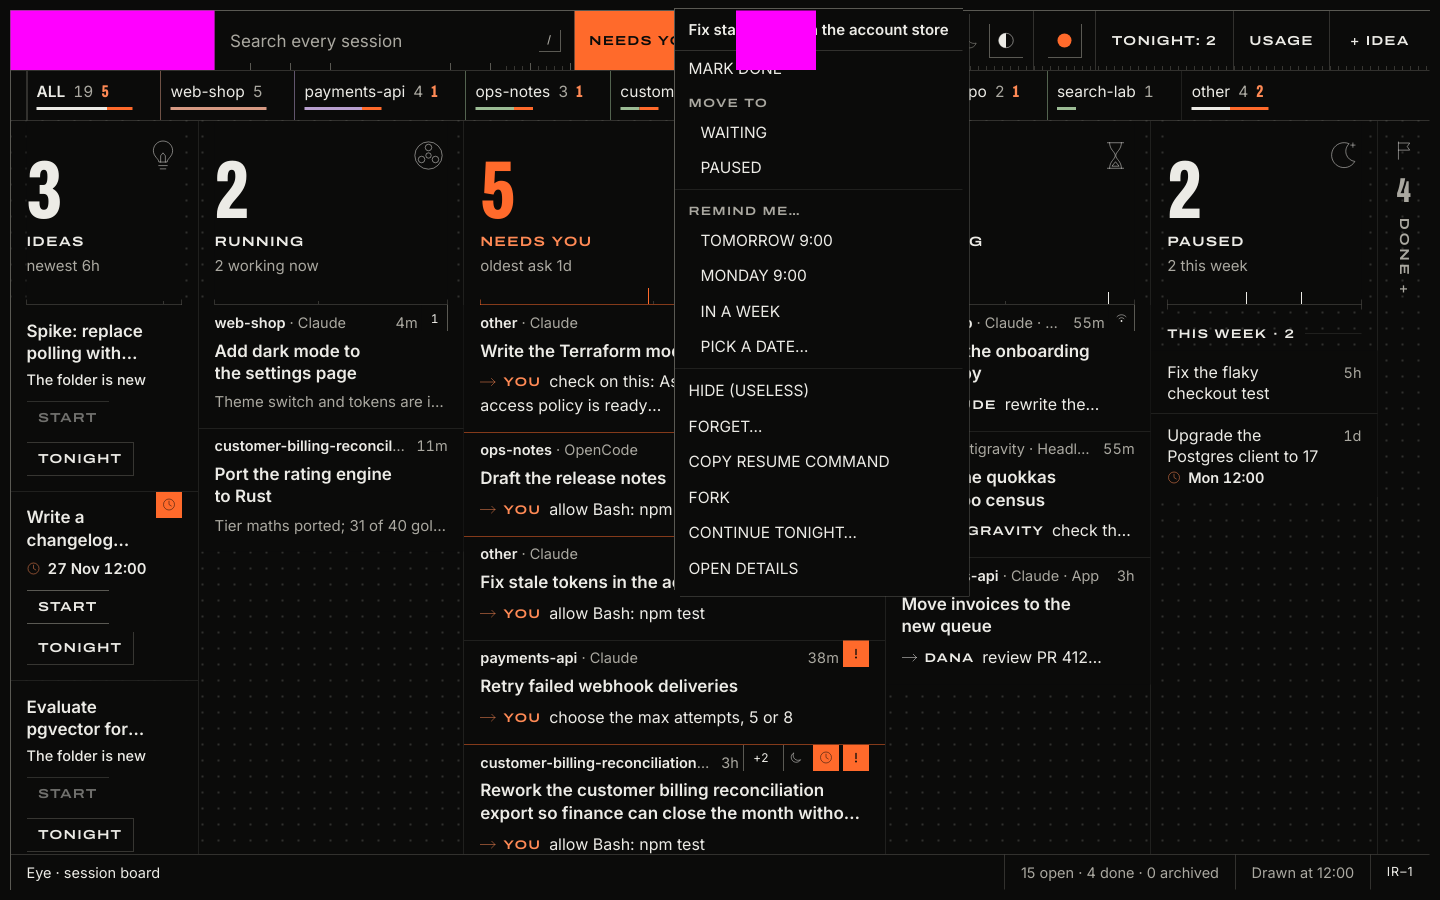 Search every session
/
NEEDS
TONIGHT: 2
USAGE
+ IDEA
ALL 19 5
web-shop 5
payments-api 4 1
ops-notes 3 1
2 1
search-lab 1
other 4 2
3
IDEAS
newest 6h
Spike: replace
polling with...
The folder is new
START
TONIGHT
Write a
changelog...
27 Nov 12:00
START
TONIGHT
Evaluate
pgvector for...
The folder is new
START
TONIGHT
2
RUNNING
2 working now
web-shop · Claude 4m 1
Add dark mode to
the settings page
Theme switch and tokens are i...
customer-billing-reconcil... 11m
Port the rating engine
to Rust
Tier maths ported; 31 of 40 gol...
5
NEEDS YOU
oldest ask 1d
other · Claude
Write the Terraform
→ YOU check on this:
access policy is ready...
ops-notes · OpenCode
Draft the release notes
→ YOU allow Bash: npm
other · Claude
Fix stale tokens in the
→ YOU allow Bash: npm test
payments-api · Claude 38m !
Retry failed webhook deliveries
→ YOU choose the max attempts, 5 or 8
customer-billing-reconciliation... 3h +2 !
Rework the customer billing reconciliation
export so finance can close the month witho...
→ YOU allow Bash: npm test
Fix the account store
MARK DONE
MOVE TO
WAITING
PAUSED
REMIND ME...
TOMORROW 9:00
MONDAY 9:00
IN A WEEK
PICK A DATE...
HIDE (USELESS)
FORGET...
COPY RESUME COMMAND
FORK
CONTINUE TONIGHT...
OPEN DETAILS
· Claude · ... 55m
the onboarding
rewrite the...
· Headl... 55m
quokkas
census
check th...
· Claude · App 3h
Move invoices to the
new queue
→ DANA review PR 412...
2
PAUSED
2 this week
THIS WEEK · 2
Fix the flaky 5h
checkout test
Upgrade the 1d
Postgres client to 17
Mon 12:00
4
DONE +
Eye · session board
15 open · 4 done · 0 archived
Drawn at 12:00
IR–1